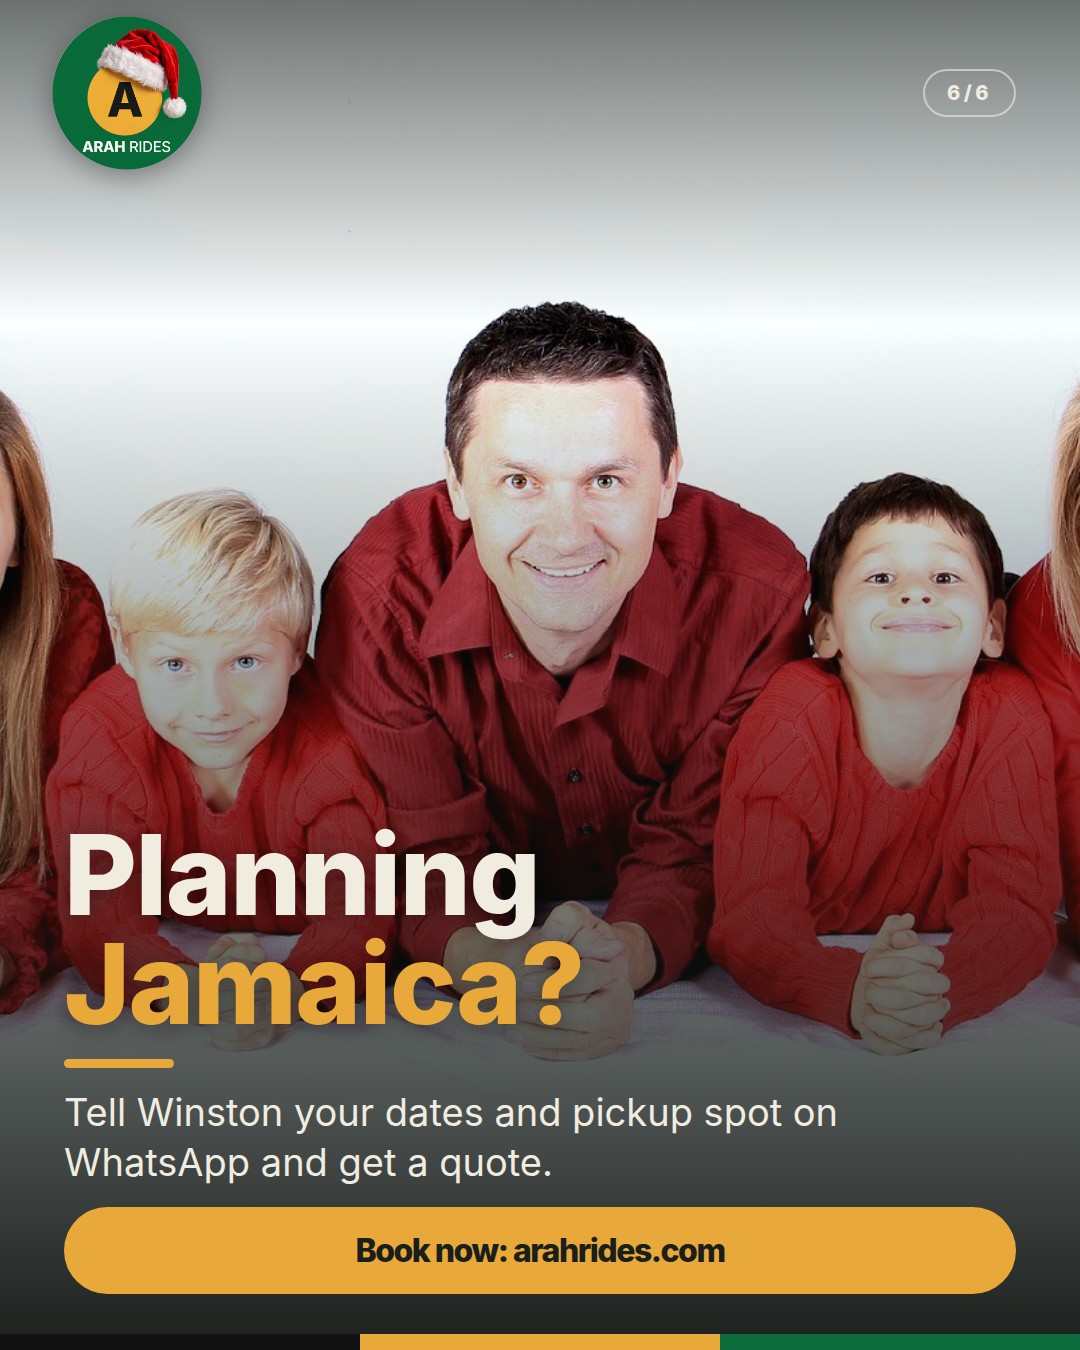 A
ARAH RIDES
6/6
Planning
Jamaica?
Tell Winston your dates and pickup spot on
WhatsApp and get a quote.
Book now: arahrides.com